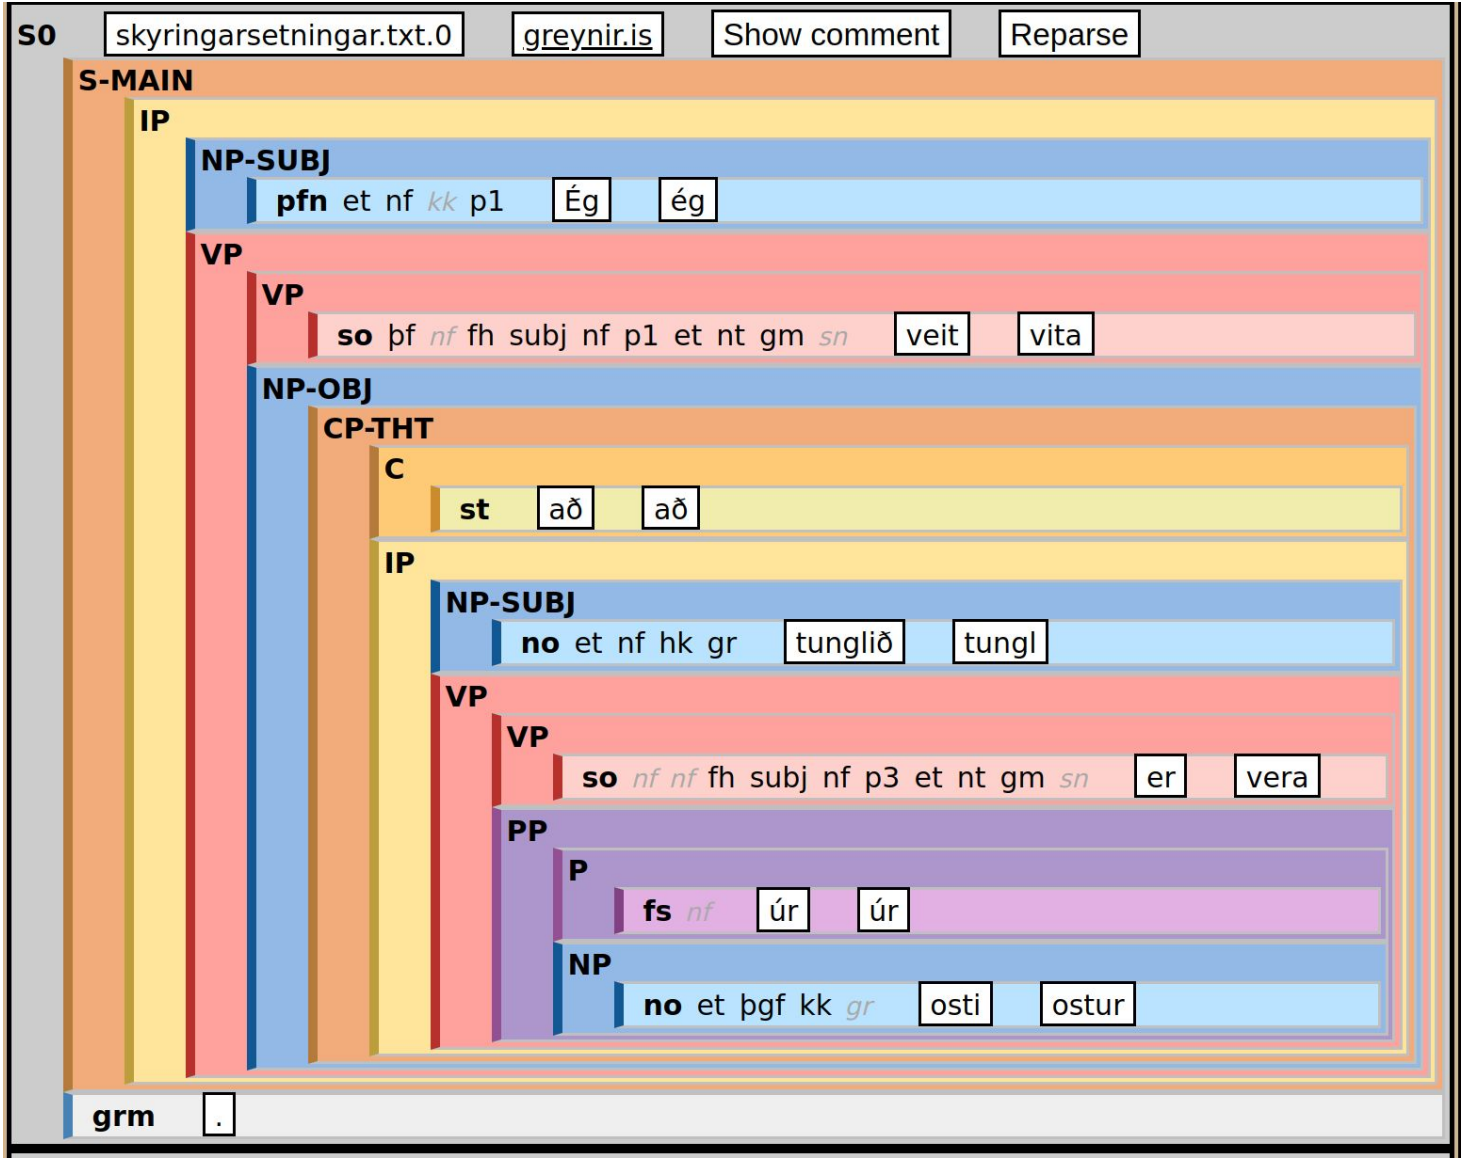 S0 skyringarsetningar.txt.0 greynir.is Show comment Reparse
S-MAIN
IP
NP-SUBJ
pfn et nf kk p1 Ég ég
VP
VP
so þf nf fh subj nf p1 et nt gm sn veit vita
NP-OBJ
CP-THT
C
st að að
IP
NP-SUBJ
no et nf hk gr tunglið tungl
VP
VP
so nf nf fh subj nf p3 et nt gm sn er vera
PP
P
fs nf úr úr
NP
no et þgf kk gr osti ostur
grm .